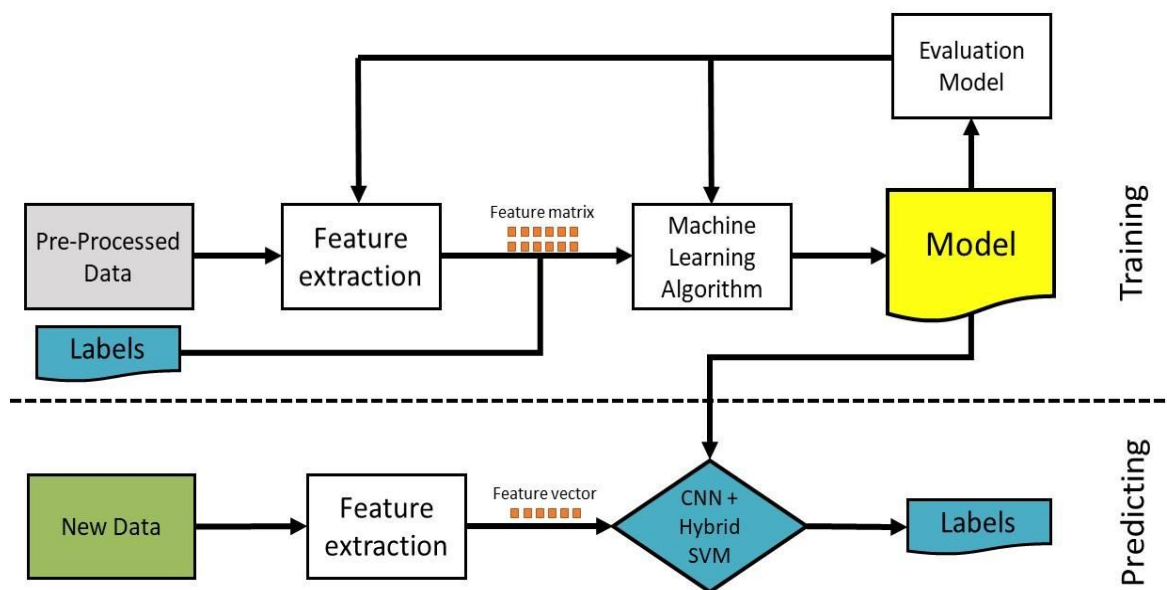 Evaluation
Model
Training
Pre-Processed
Data
Feature
extraction
Feature matrix
Machine
Learning
Algorithm
Model
Labels
Predicting
New Data
Feature
extraction
Feature vector
CNN +
Hybrid
SVM
Labels